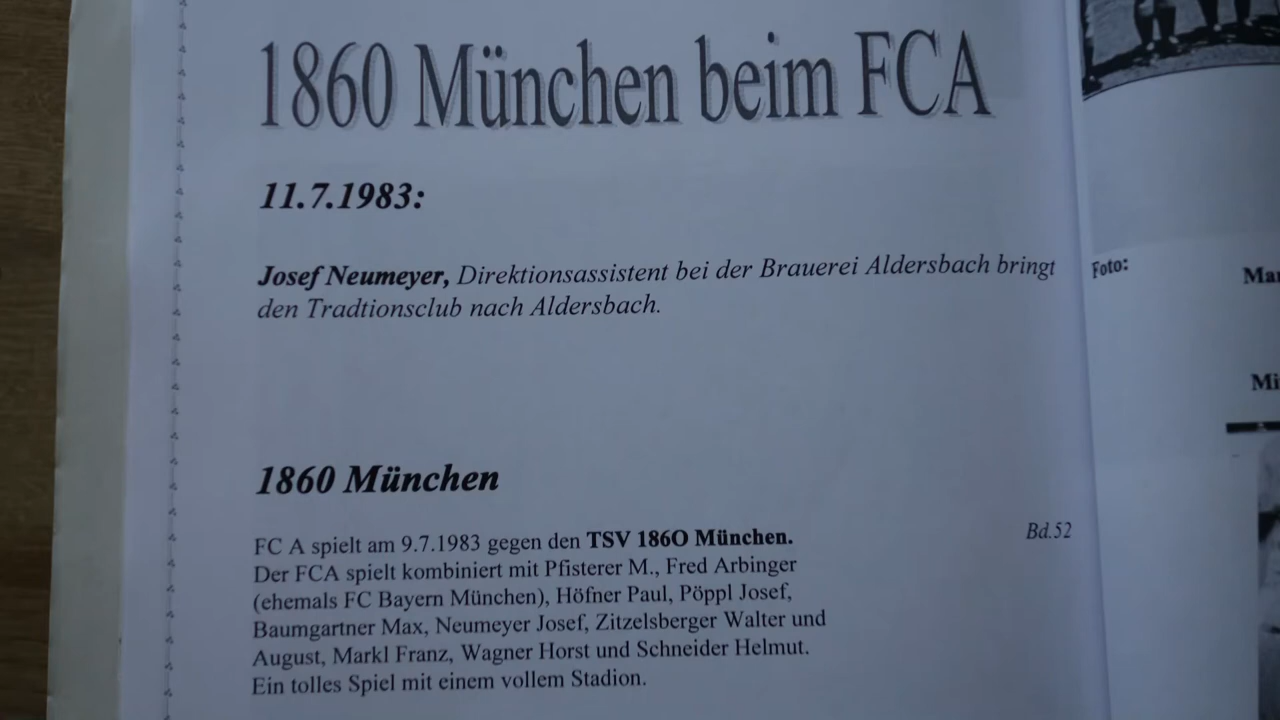 1860 München beim FCA
11.7.1983:
Josef Neumeyer, Direktionsassistent bei der Brauerei Aldersbach bringt
den Tradtionsclub nach Aldersbach.
1860 München
FC A spielt am 9.7.1983 gegen den TSV 186O München.
Bd.52
Der FCA spielt kombiniert mit Pfisterer M., Fred Arbinger
(ehemals FC Bayern München), Höfner Paul, Pöppl Josef,
Baumgartner Max, Neumeyer Josef, Zitzelsberger Walter und
August, Markl Franz, Wagner Horst und Schneider Helmut.
Ein tolles Spiel mit einem vollem Stadion.
Foto: